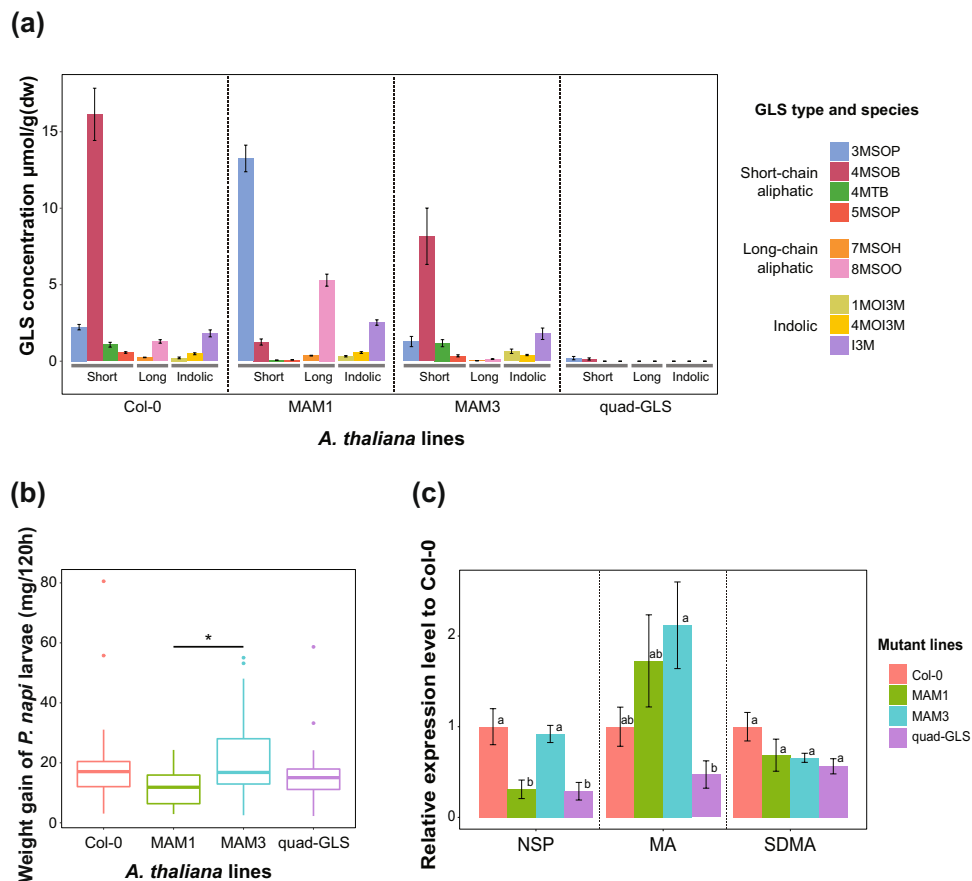 (a)
GLS concentration μmol/g(dw)
15
10
5
0
Short Long Indolic Short Long Indolic Short Long Indolic Short Long Indolic
Col-0 MAM1 MAM3 quad-GLS
A. thaliana lines
GLS type and species
Short-chain aliphatic
3MSOP
4MSOB
4MTB
5MSOP
Long-chain aliphatic
7MSOH
8MSOO
Indolic
1MOI3M
4MOI3M
I3M
(b)
Weight gain of P. napi larvae (mg/120h)
80
60
40
20
0
*
Col-0 MAM1 MAM3 quad-GLS
A. thaliana lines
(c)
Relative expression level to Col-0
2
1
0
a b a b
ab ab a b
a a a a
NSP MA SDMA
Mutant lines
Col-0
MAM1
MAM3
quad-GLS